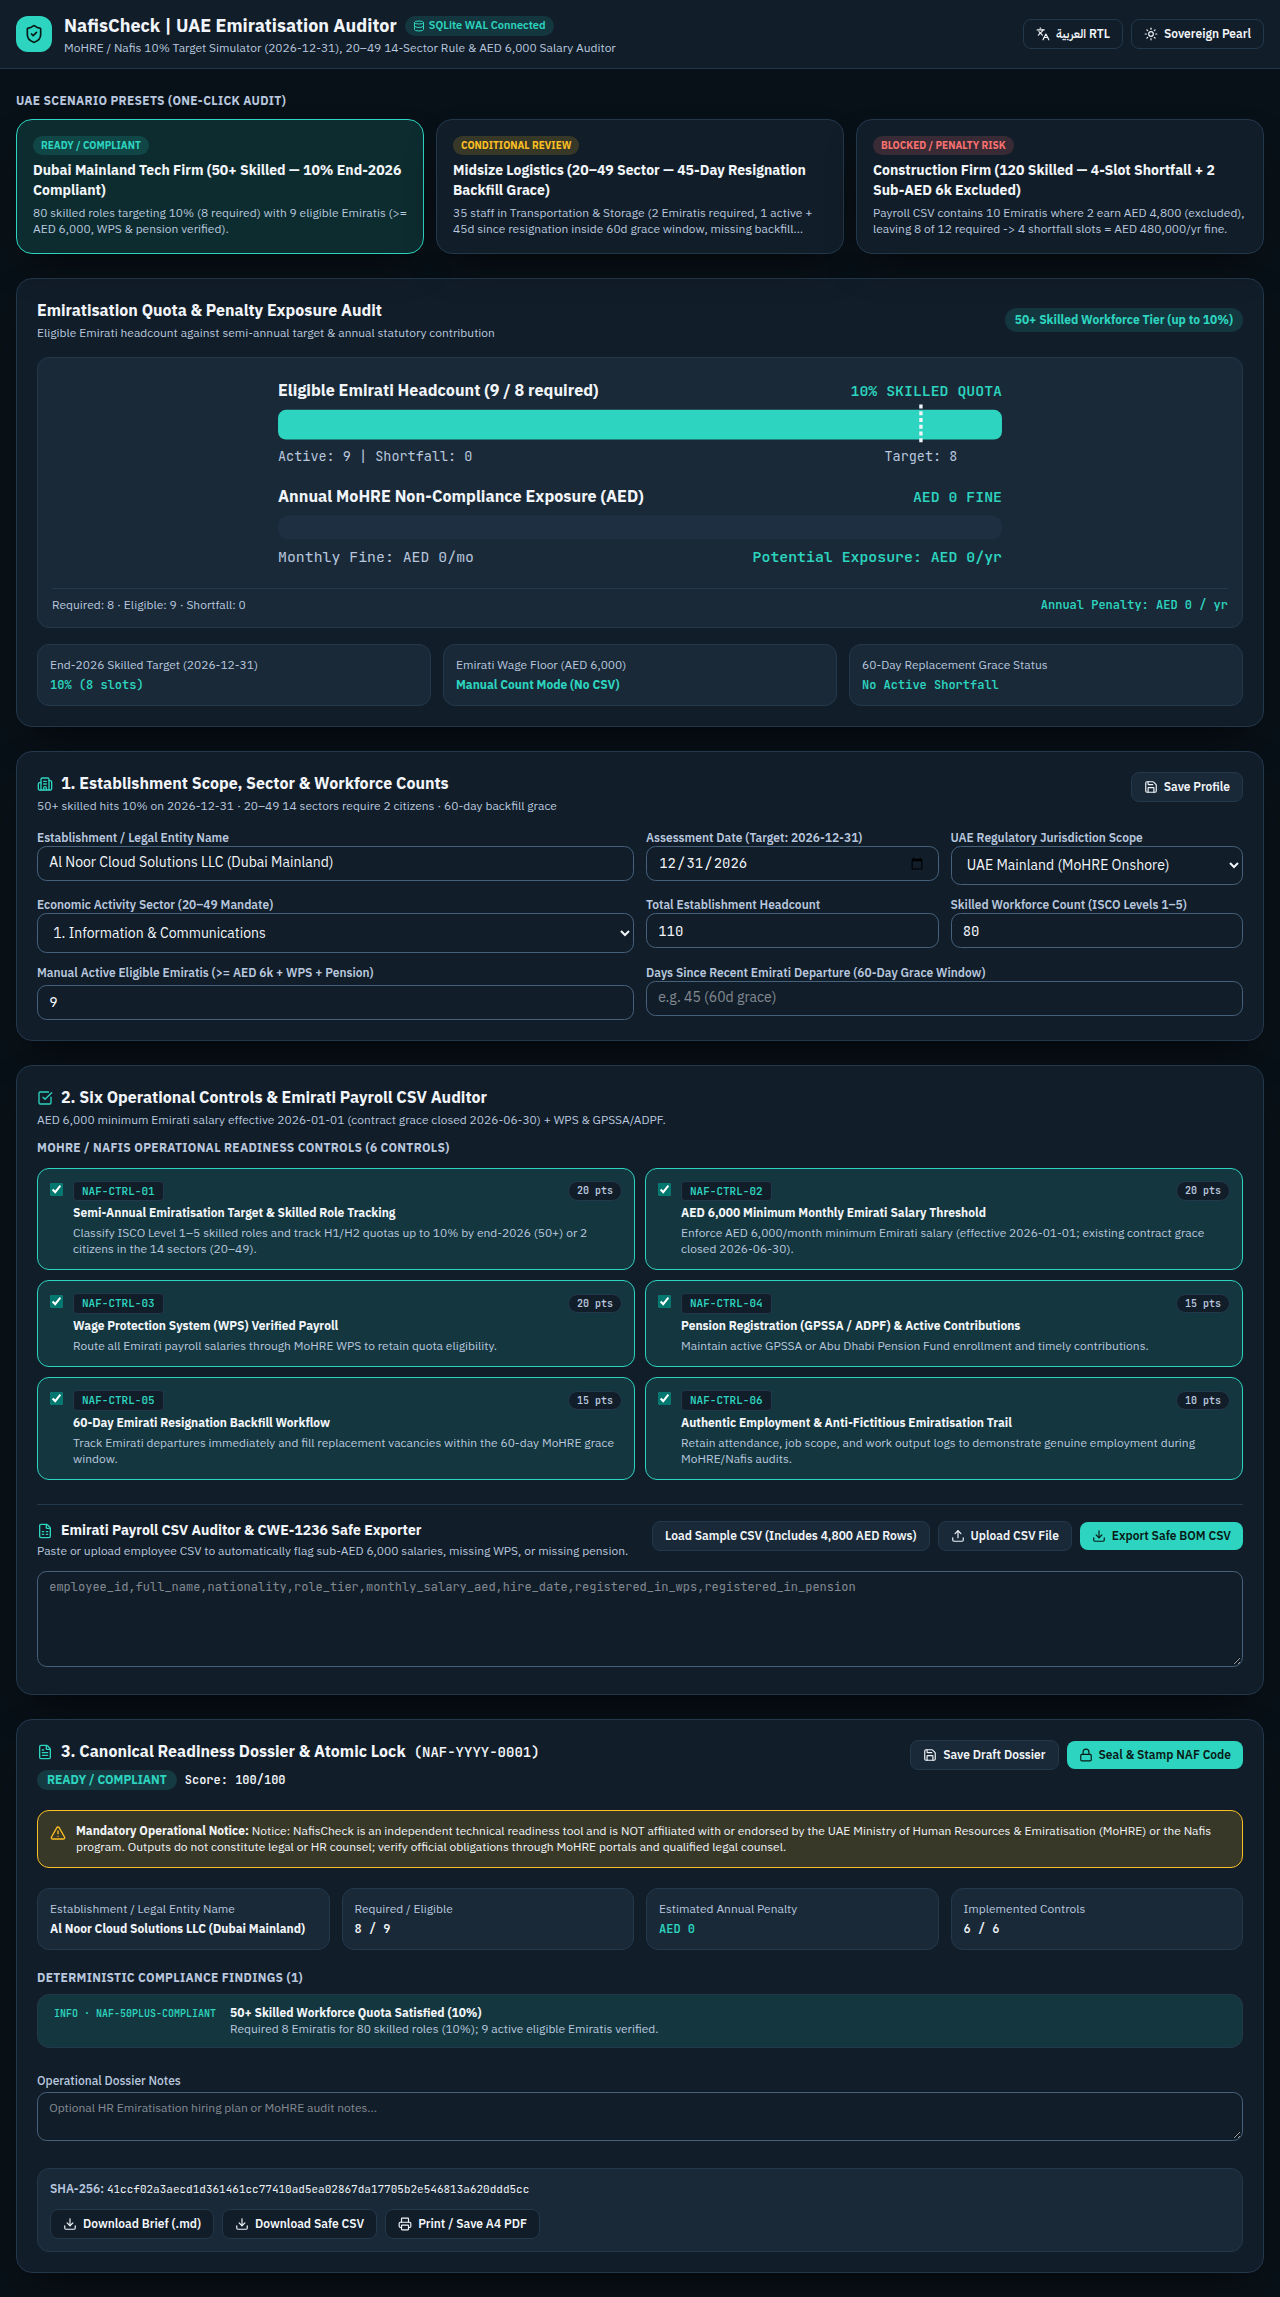 NafisCheck | UAE Emiratisation Auditor
SQLite WAL Connected
MoHRE / Nafis 10% Target Simulator (2026-12-31), 20–49 14-Sector Rule & AED 6,000 Salary Auditor
العربية RTL
Sovereign Pearl
UAE SCENARIO PRESETS (ONE-CLICK AUDIT)
READY / COMPLIANT
Dubai Mainland Tech Firm (50+ Skilled — 10% End-2026
Compliant)
80 skilled roles targeting 10% (8 required) with 9 eligible Emiratis (>=
AED 6,000, WPS & pension verified).
CONDITIONAL REVIEW
Midsize Logistics (20–49 Sector — 45-Day Resignation
Backfill Grace)
35 staff in Transportation & Storage (2 Emiratis required, 1 active +
45d since resignation inside 60d grace window, missing backfill...
BLOCKED / PENALTY RISK
Construction Firm (120 Skilled — 4-Slot Shortfall + 2
Sub-AED 6k Excluded)
Payroll CSV contains 10 Emiratis where 2 earn AED 4,800 (excluded),
leaving 8 of 12 required -> 4 shortfall slots = AED 480,000/yr fine.
Emiratisation Quota & Penalty Exposure Audit
Eligible Emirati headcount against semi-annual target & annual statutory contribution
50+ Skilled Workforce Tier (up to 10%)
Eligible Emirati Headcount (9 / 8 required)
10% SKILLED QUOTA
Active: 9 | Shortfall: 0
Target: 8
Annual MoHRE Non-Compliance Exposure (AED)
AED 0 FINE
Monthly Fine: AED 0/mo
Potential Exposure: AED 0/yr
Required: 8 · Eligible: 9 · Shortfall: 0
Annual Penalty: AED 0 / yr
End-2026 Skilled Target (2026-12-31)
10% (8 slots)
Emirati Wage Floor (AED 6,000)
Manual Count Mode (No CSV)
60-Day Replacement Grace Status
No Active Shortfall
1. Establishment Scope, Sector & Workforce Counts
50+ skilled hits 10% on 2026-12-31 · 20–49 14 sectors require 2 citizens · 60-day backfill grace
Save Profile
Establishment / Legal Entity Name
Al Noor Cloud Solutions LLC (Dubai Mainland)
Assessment Date (Target: 2026-12-31)
12/31/2026
UAE Regulatory Jurisdiction Scope
UAE Mainland (MoHRE Onshore)
Economic Activity Sector (20–49 Mandate)
1. Information & Communications
Total Establishment Headcount
110
Skilled Workforce Count (ISCO Levels 1–5)
80
Manual Active Eligible Emiratis (>= AED 6k + WPS + Pension)
9
Days Since Recent Emirati Departure (60-Day Grace Window)
e.g. 45 (60d grace)
2. Six Operational Controls & Emirati Payroll CSV Auditor
AED 6,000 minimum Emirati salary effective 2026-01-01 (contract grace closed 2026-06-30) + WPS & GPSSA/ADPF.
MOHRE / NAFIS OPERATIONAL READINESS CONTROLS (6 CONTROLS)
NAF-CTRL-01
20 pts
Semi-Annual Emiratisation Target & Skilled Role Tracking
Classify ISCO Level 1–5 skilled roles and track H1/H2 quotas up to 10% by end-2026 (50+) or 2
citizens in the 14 sectors (20–49).
NAF-CTRL-02
20 pts
AED 6,000 Minimum Monthly Emirati Salary Threshold
Enforce AED 6,000/month minimum Emirati salary (effective 2026-01-01; existing contract grace
closed 2026-06-30).
NAF-CTRL-03
20 pts
Wage Protection System (WPS) Verified Payroll
Route all Emirati payroll salaries through MoHRE WPS to retain quota eligibility.
NAF-CTRL-04
15 pts
Pension Registration (GPSSA / ADPF) & Active Contributions
Maintain active GPSSA or Abu Dhabi Pension Fund enrollment and timely contributions.
NAF-CTRL-05
15 pts
60-Day Emirati Resignation Backfill Workflow
Track Emirati departures immediately and fill replacement vacancies within the 60-day MoHRE grace
window.
NAF-CTRL-06
10 pts
Authentic Employment & Anti-Fictitious Emiratisation Trail
Retain attendance, job scope, and work output logs to demonstrate genuine employment during
MoHRE/Nafis audits.
Emirati Payroll CSV Auditor & CWE-1236 Safe Exporter
Paste or upload employee CSV to automatically flag sub-AED 6,000 salaries, missing WPS, or missing pension.
Load Sample CSV (Includes 4,800 AED Rows)
Upload CSV File
Export Safe BOM CSV
employee_id,full_name,nationality,role_tier,monthly_salary_aed,hire_date,registered_in_wps,registered_in_pension
3. Canonical Readiness Dossier & Atomic Lock (NAF-YYYY-0001)
READY / COMPLIANT
Score: 100/100
Save Draft Dossier
Seal & Stamp NAF Code
Mandatory Operational Notice: Notice: NafisCheck is an independent technical readiness tool and is NOT affiliated with or endorsed by the UAE Ministry of Human Resources & Emiratisation (MoHRE) or the Nafis
program. Outputs do not constitute legal or HR counsel; verify official obligations through MoHRE portals and qualified legal counsel.
Establishment / Legal Entity Name
Al Noor Cloud Solutions LLC (Dubai Mainland)
Required / Eligible
8 / 9
Estimated Annual Penalty
AED 0
Implemented Controls
6 / 6
DETERMINISTIC COMPLIANCE FINDINGS (1)
INFO · NAF-50PLUS-COMPLIANT
50+ Skilled Workforce Quota Satisfied (10%)
Required 8 Emiratis for 80 skilled roles (10%); 9 active eligible Emiratis verified.
Operational Dossier Notes
Optional HR Emiratisation hiring plan or MoHRE audit notes...
SHA-256: 41ccf02a3aecd1d361461cc77410ad5ea02867da17705b2e546813a620ddd5cc
Download Brief (.md)
Download Safe CSV
Print / Save A4 PDF